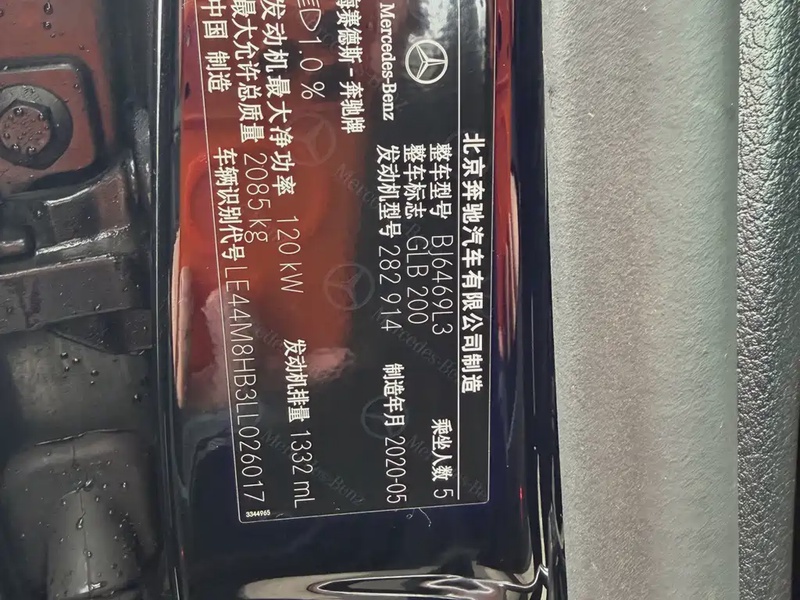 北京奔驰汽车有限公司制造
Mercedes-Benz
整车型号 BJ6469L3 乘坐人数 5
整车标志 GLB 200
发动机型号 282 914 制造年月 2020-05
梅赛德斯-奔驰牌
1.0 %
发动机最大净功率 120 kW 发动机排量 1332 mL
最大允许总质量 2085 kg
中国 制造 车辆识别代号 LE44M8HB3LL026017
3344965